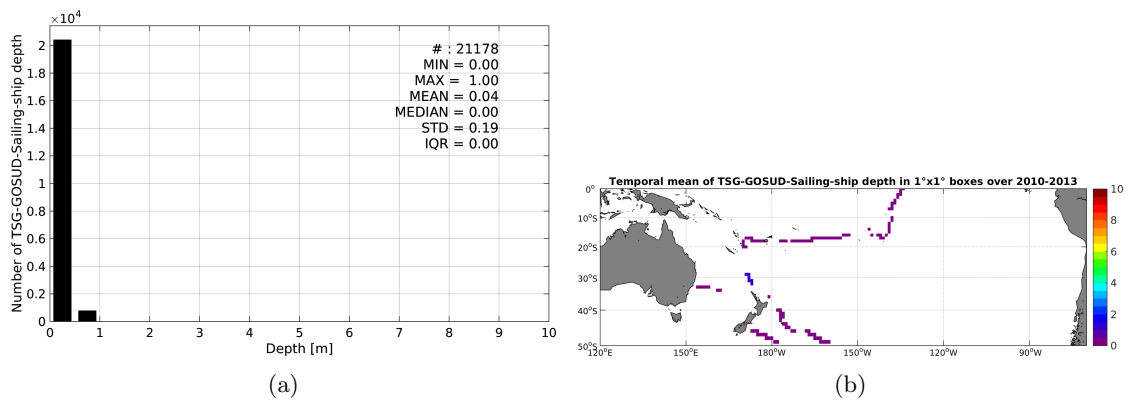 ×10⁴
Number of TSG-GOSUD-Sailing-ship depth
2
1.8
1.6
1.4
1.2
1
0.8
0.6
0.4
0.2
0
# : 21178
MIN = 0.00
MAX = 1.00
MEAN = 0.04
MEDIAN = 0.00
STD = 0.19
IQR = 0.00
0 1 2 3 4 5 6 7 8 9 10
Depth [m]
(a)
Temporal mean of TSG-GOSUD-Sailing-ship depth in 1°x1° boxes over 2010-2013
0°
10°S
20°S
30°S
40°S
50°S
120°E 150°E 180°W 150°W 120°W 90°W
10
8
6
4
2
0
(b)